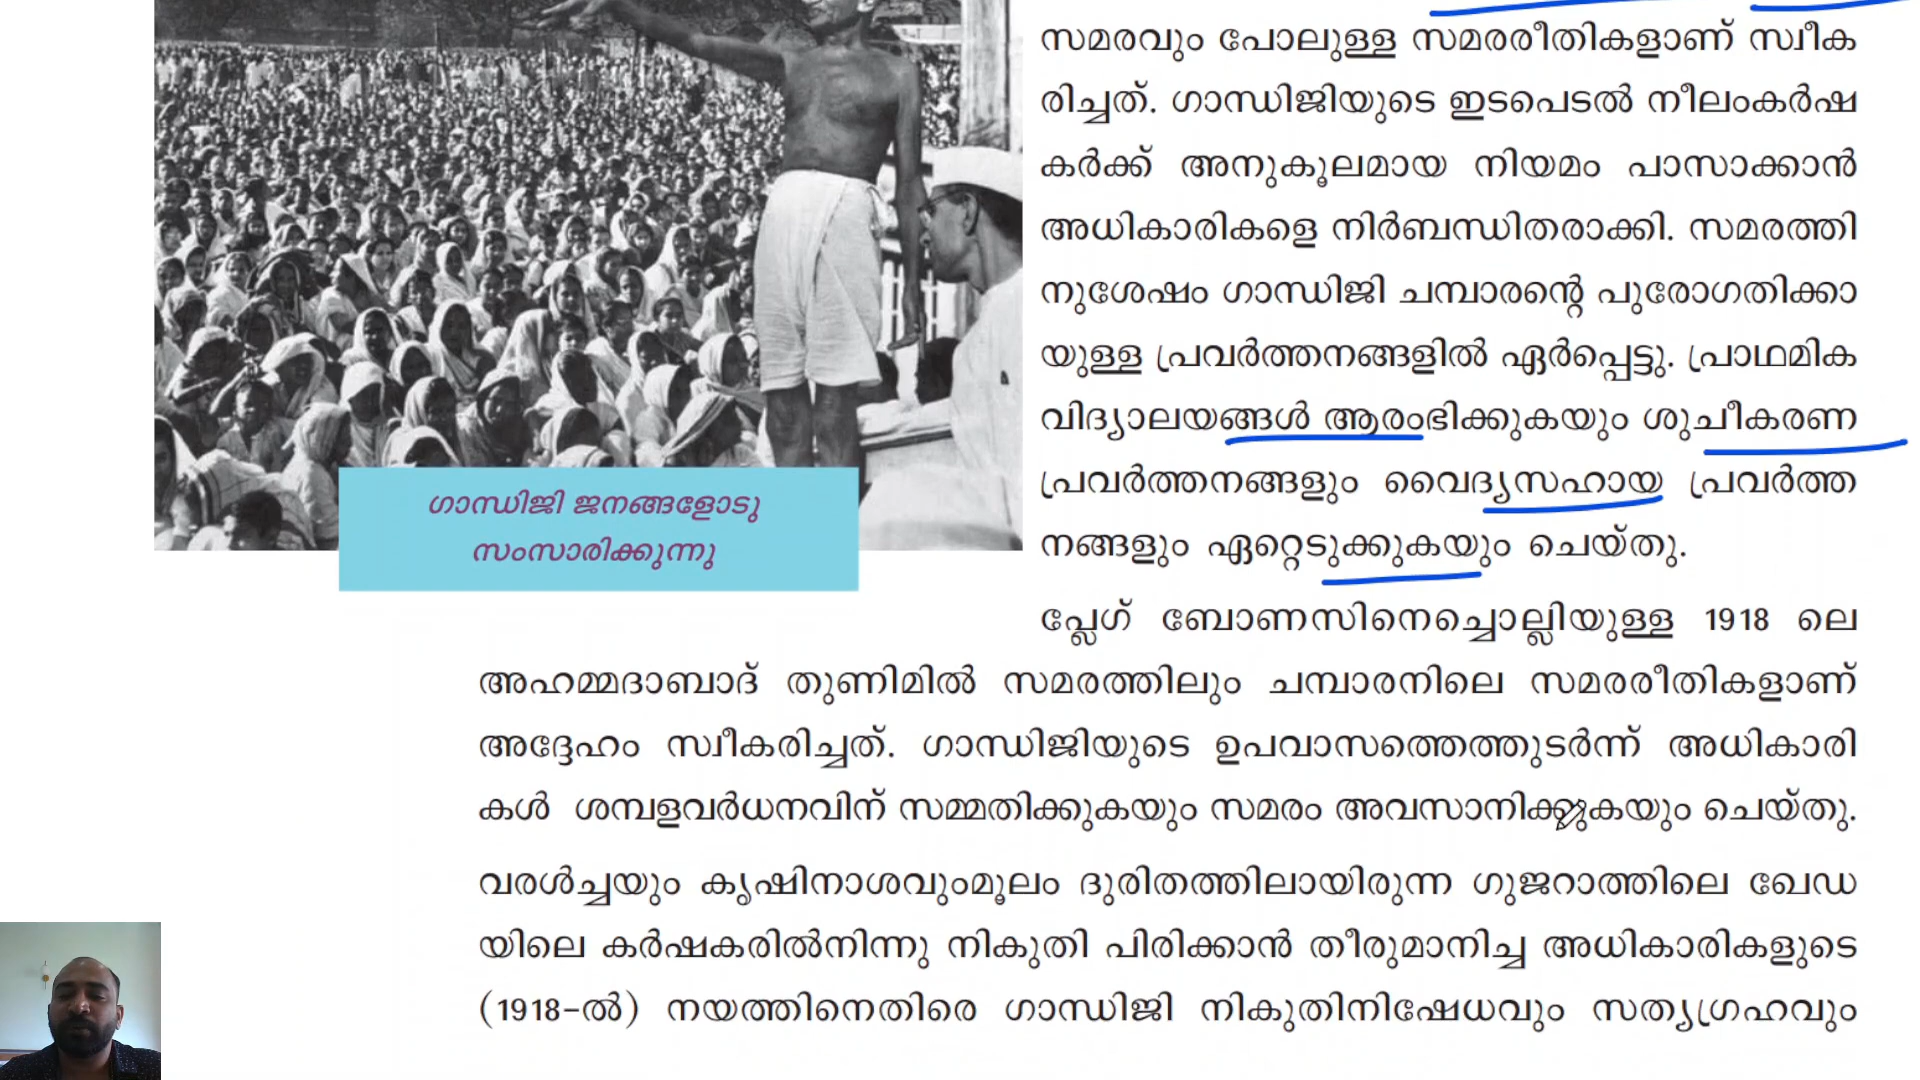 സമരവും പോലുള്ള സമരരീതികളാണ് സ്വീക
രിച്ചത്. ഗാന്ധിജിയുടെ ഇടപെടൽ നീലംകർഷ
കർക്ക് അനുകൂലമായ നിയമം പാസാക്കാൻ
അധികാരികളെ നിർബന്ധിതരാക്കി. സമരത്തി
നുശേഷം ഗാന്ധിജി ചമ്പാരന്റെ പുരോഗതിക്കാ
യുള്ള പ്രവർത്തനങ്ങളിൽ ഏർപ്പെട്ടു. പ്രാഥമിക
വിദ്യാലയങ്ങൾ ആരംഭിക്കുകയും ശുചീകരണ
പ്രവർത്തനങ്ങളും വൈദ്യസഹായ പ്രവർത്ത
നങ്ങളും ഏറ്റെടുക്കുകയും ചെയ്തു.
ഗാന്ധിജി ജനങ്ങളോടു
സംസാരിക്കുന്നു
പ്ലേഗ് ബോണസിനെച്ചൊല്ലിയുള്ള 1918 ലെ
അഹമ്മദാബാദ് തുണിമിൽ സമരത്തിലും ചമ്പാരനിലെ സമരരീതികളാണ്
അദ്ദേഹം സ്വീകരിച്ചത്. ഗാന്ധിജിയുടെ ഉപവാസത്തെത്തുടർന്ന് അധികാരി
കൾ ശമ്പളവർധനവിന് സമ്മതിക്കുകയും സമരം അവസാനിക്കുകയും ചെയ്തു.
വരൾച്ചയും കൃഷിനാശവുംമൂലം ദുരിതത്തിലായിരുന്ന ഗുജറാത്തിലെ ഖേഡ
യിലെ കർഷകരിൽനിന്നു നികുതി പിരിക്കാൻ തീരുമാനിച്ച അധികാരികളുടെ
(1918-ൽ) നയത്തിനെതിരെ ഗാന്ധിജി നികുതിനിഷേധവും സത്യഗ്രഹവും